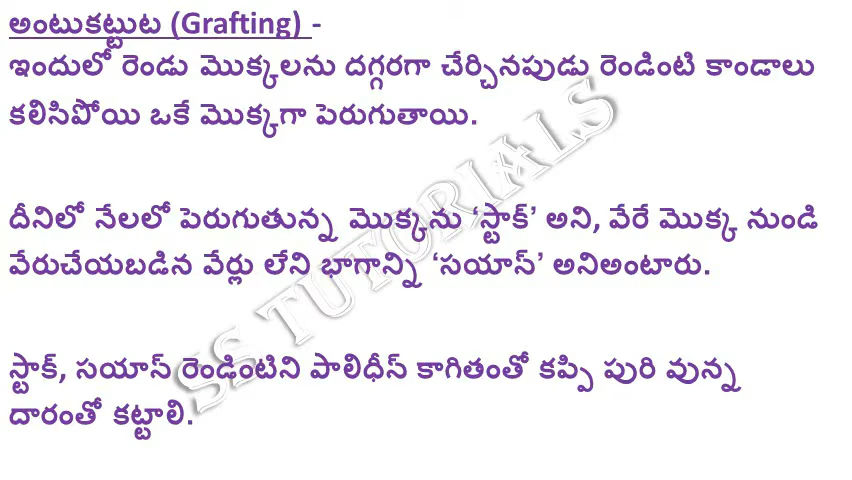 అంటుకట్టుట (Grafting) -
ఇందులో రెండు మొక్కలను దగ్గరగా చేర్చినపుడు రెండింటి కాండాలు
కలిసిపోయి ఒకే మొక్కగా పెరుగుతాయి.
దీనిలో నేలలో పెరుగుతున్న మొక్కను ‘స్టాక్’ అని, వేరే మొక్క నుండి
వేరుచేయబడిన వేర్లు లేని భాగాన్ని ‘సయాన్’ అనిఅంటారు.
స్టాక్, సయాన్ రెండింటిని పాలిధీన్ కాగితంతో కప్పి పురి వున్న
దారంతో కట్టాలి.
SS TUTORIALS